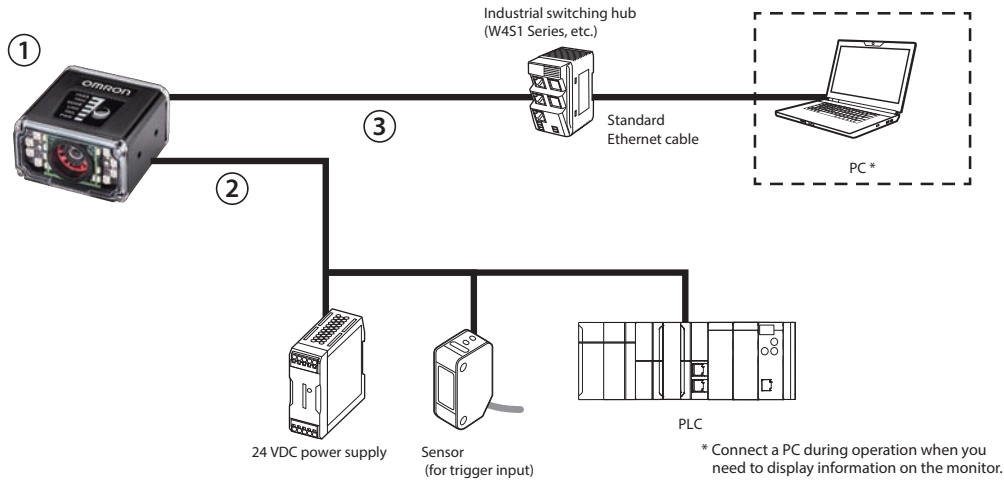 Industrial switching hub
(W4S1 Series, etc.)
①
OMRON
③
Standard
Ethernet cable
PC *
②
24 VDC power supply
Sensor
(for trigger input)
PLC
* Connect a PC during operation when you
need to display information on the monitor.